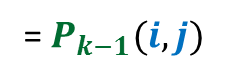 = P_{k-1}(i,j)